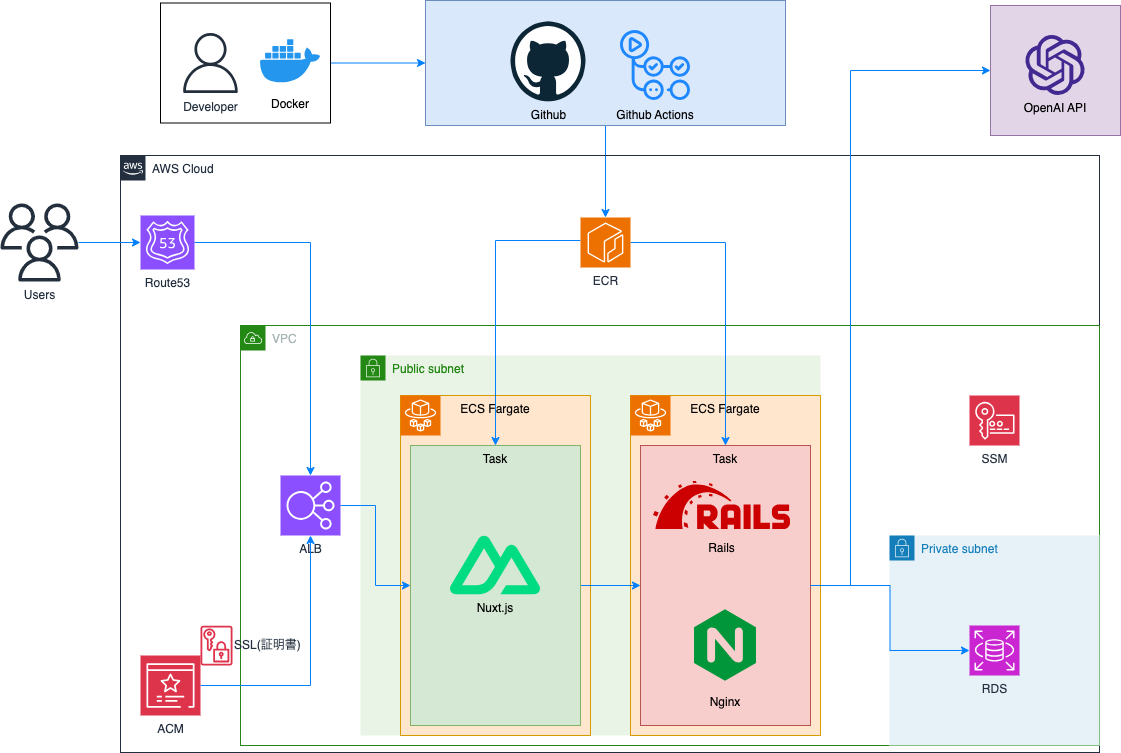 Developer
Docker
Github
Github Actions
OpenAI API
aws
AWS Cloud
Users
53
Route53
ECR
VPC
Public subnet
ECS Fargate
ECS Fargate
Task
Task
SSM
RAILS
Rails
ALB
Private subnet
Nuxt.js
SSL(証明書)
N
RDS
Nginx
ACM